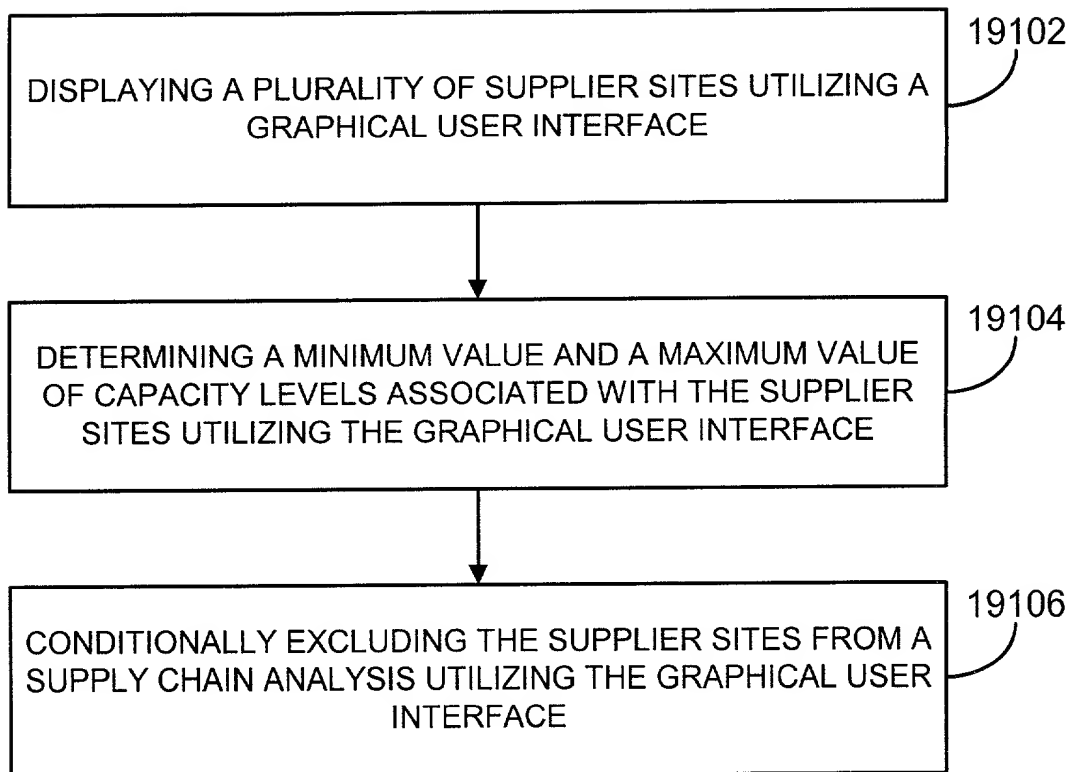 19102
DISPLAYING A PLURALITY OF SUPPLIER SITES UTILIZING A
GRAPHICAL USER INTERFACE
19104
DETERMINING A MINIMUM VALUE AND A MAXIMUM VALUE
OF CAPACITY LEVELS ASSOCIATED WITH THE SUPPLIER
SITES UTILIZING THE GRAPHICAL USER INTERFACE
19106
CONDITIONALLY EXCLUDING THE SUPPLIER SITES FROM A
SUPPLY CHAIN ANALYSIS UTILIZING THE GRAPHICAL USER
INTERFACE